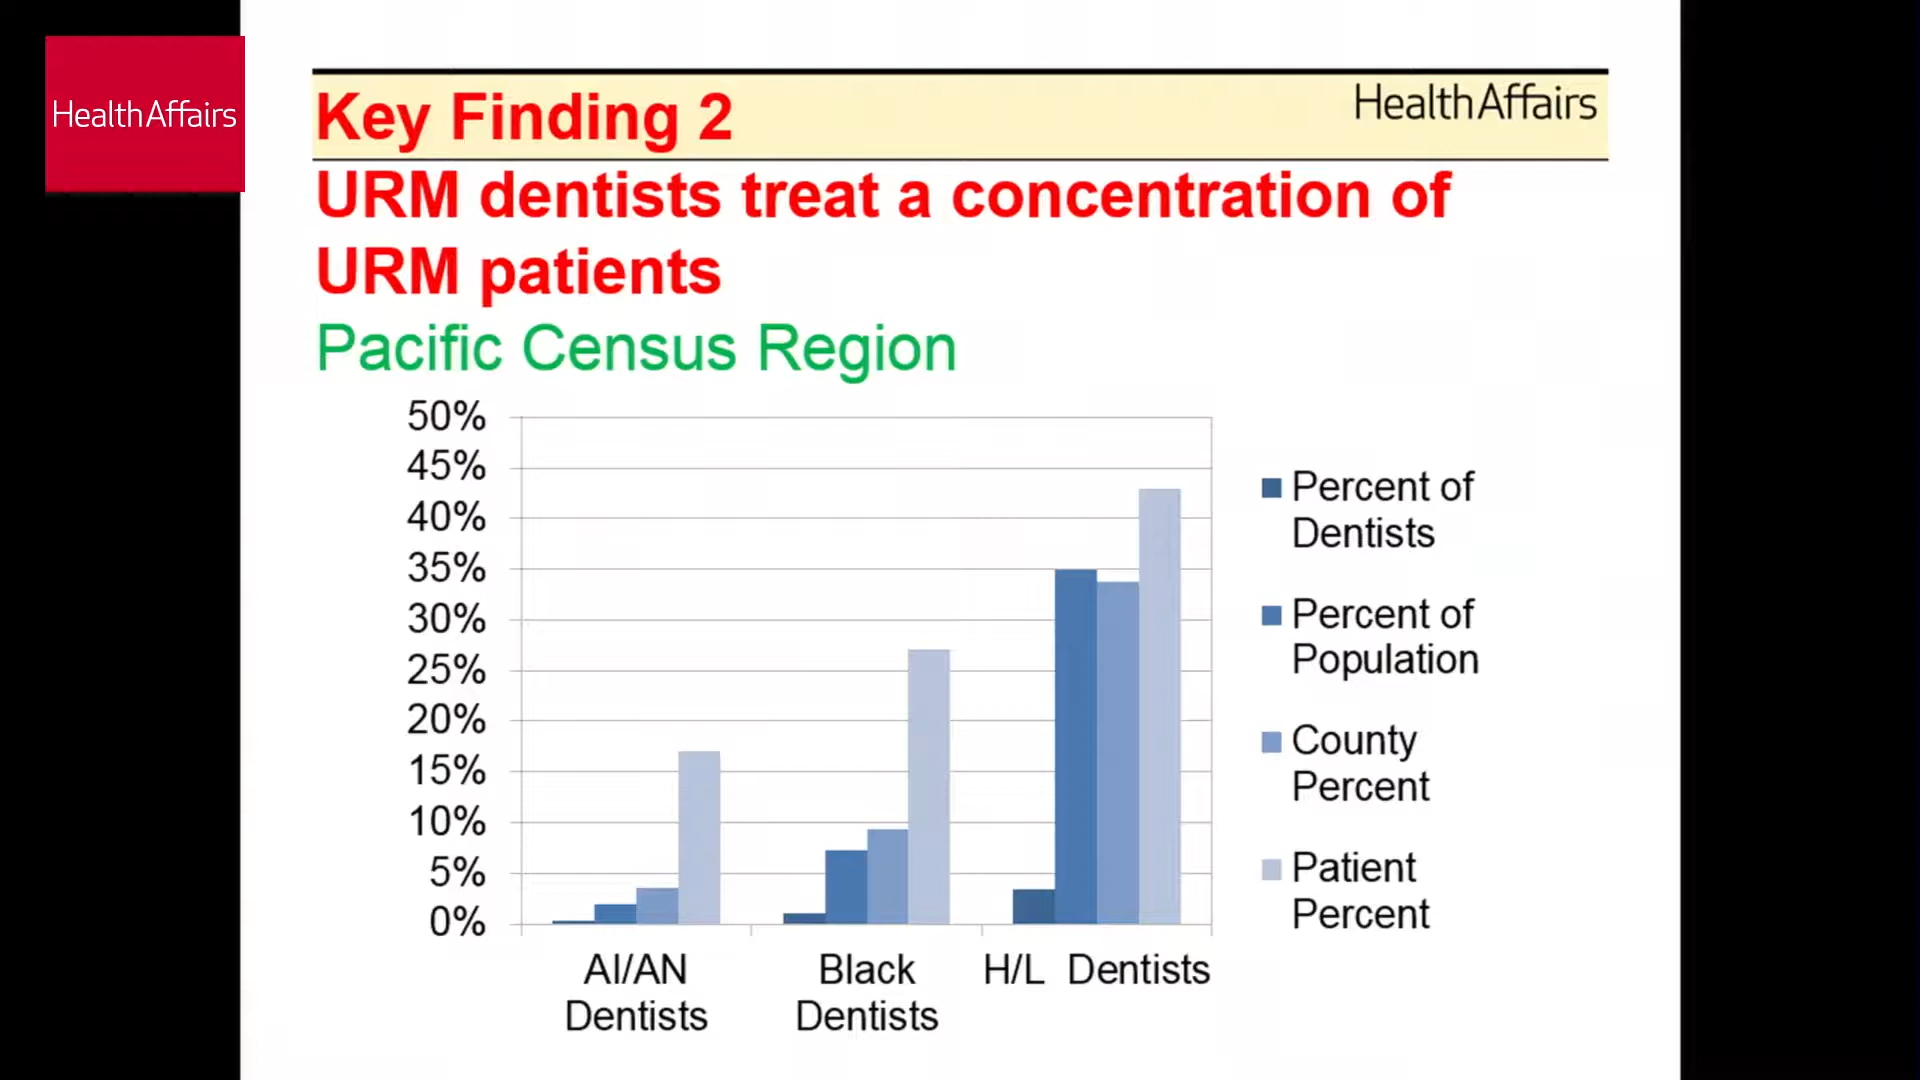 HealthAffairs
Key Finding 2
HealthAffairs
URM dentists treat a concentration of
URM patients
Pacific Census Region
50%
45%
40%
35%
30%
25%
20%
15%
10%
5%
0%
AI/AN
Dentists
Black
Dentists
H/L Dentists
Percent of
Dentists
Percent of
Population
County
Percent
Patient
Percent